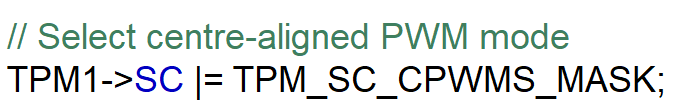 // Select centre-aligned PWM mode
TPM1->SC |= TPM_SC_CPWMS_MASK;